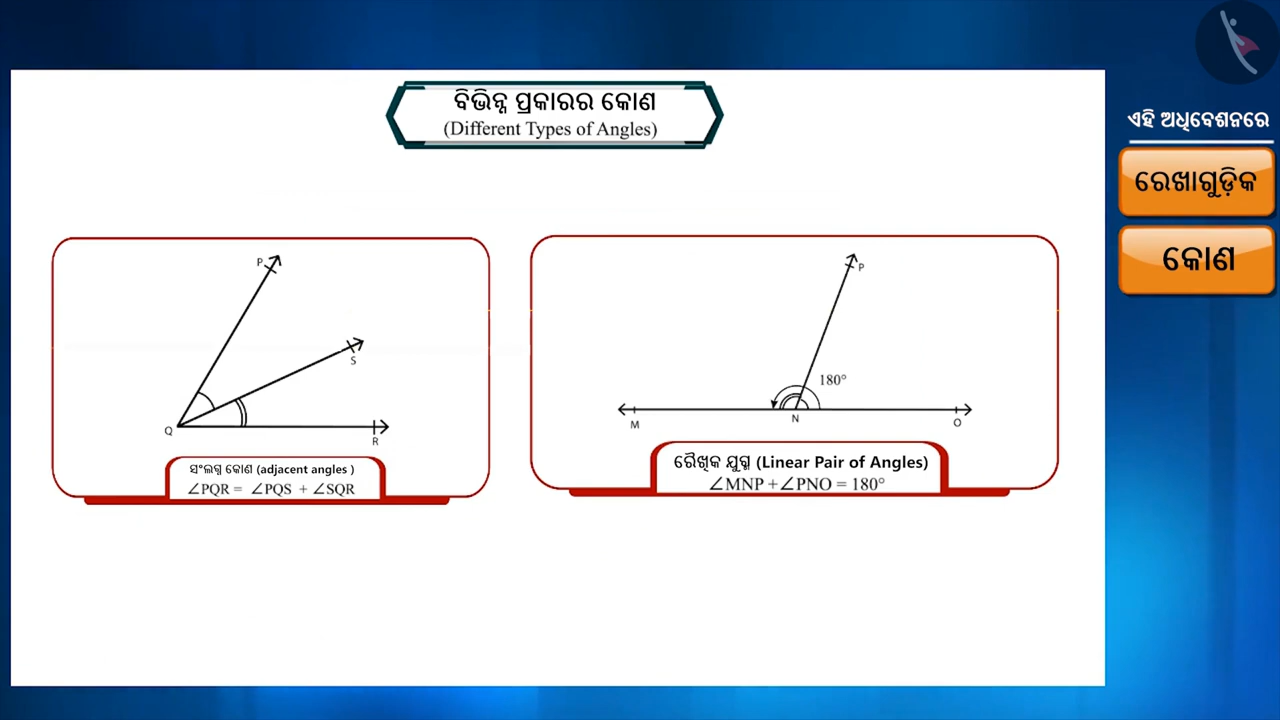 ବିଭିନ୍ନ ପ୍ରକାରର କୋଣ
(Different Types of Angles)
ଏହି ଅଧିବେଶନରେ
ରେଖାଗୁଡ଼ିକ
କୋଣ
P
S
Q
R
ସଂଲଗ୍ନ କୋଣ (adjacent angles )
∠PQR = ∠PQS + ∠SQR
P
180°
M
N
O
ରୈଖିକ ଯୁଗ୍ମ (Linear Pair of Angles)
∠MNP +∠PNO = 180°